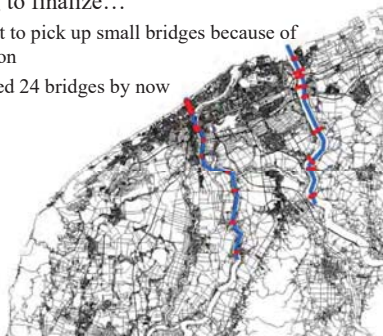 to finalize…
t to pick up small bridges because of
on
ed 24 bridges by now